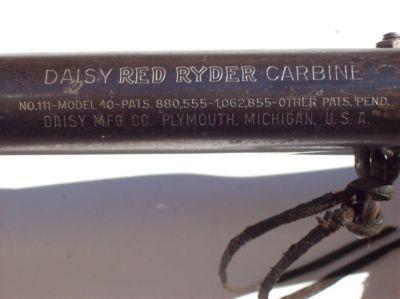 DAISY RED RYDER CARBINE
NO. 111-MODEL 40-PATS. 880,555-1,062,855-OTHER PATS. PEND.
DAISY MFG. CO. PLYMOUTH, MICHIGAN, U. S. A.